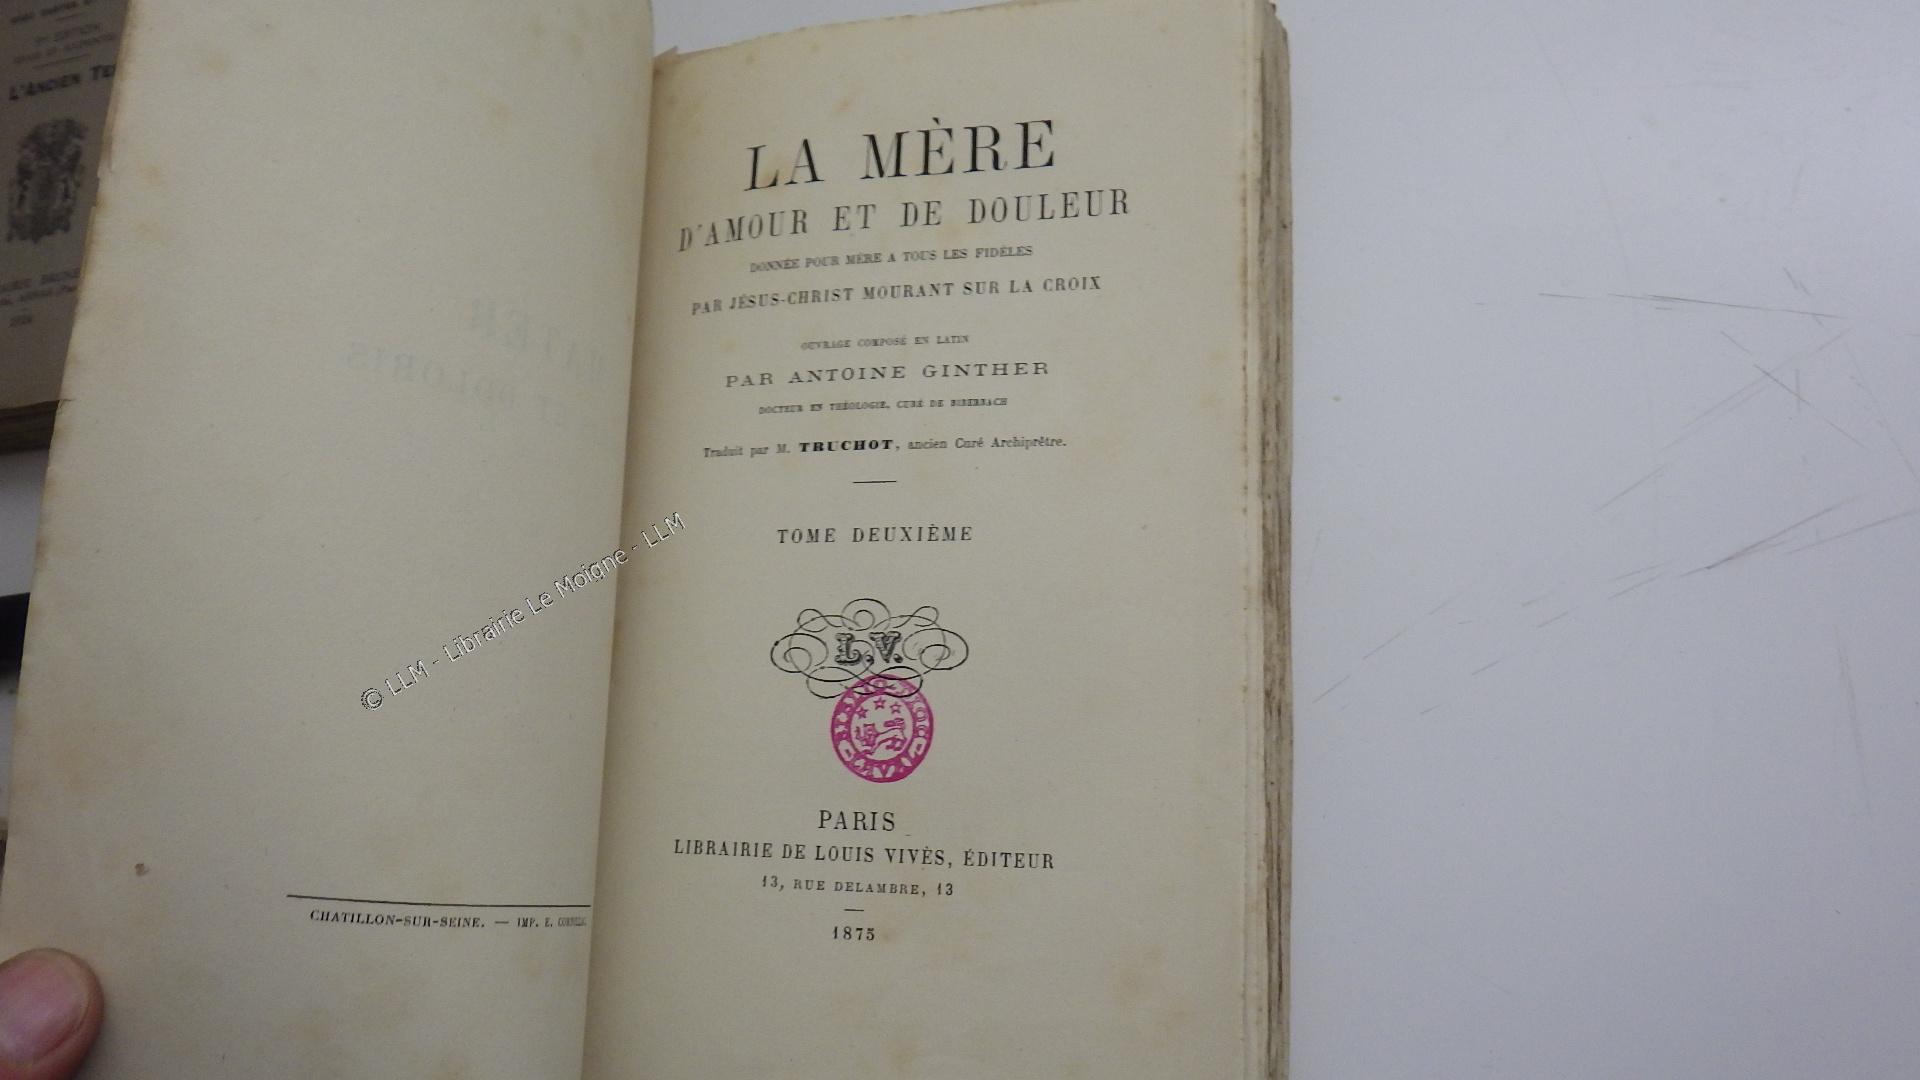 L'ANCIEN TE
LA MÈRE
D'AMOUR ET DE DOULEUR
DONNÉE POUR MÈRE A TOUS LES FIDÈLES
PAR JÉSUS-CHRIST MOURANT SUR LA CROIX
OUVRAGE COMPOSÉ EN LATIN
PAR ANTOINE GINTHER
DOCTEUR EN THÉOLOGIE, CURÉ DE BIBERBACH
Traduit par M. TRUCHOT, ancien Curé Archiprêtre.
TOME DEUXIÈME
L.V.
PARIS
LIBRAIRIE DE LOUIS VIVÈS, ÉDITEUR
13, RUE DELAMBRE, 13
1875
CHATILLON-SUR-SEINE. — IMP. E.
© LLM - Librairie Le Moigne - LLM